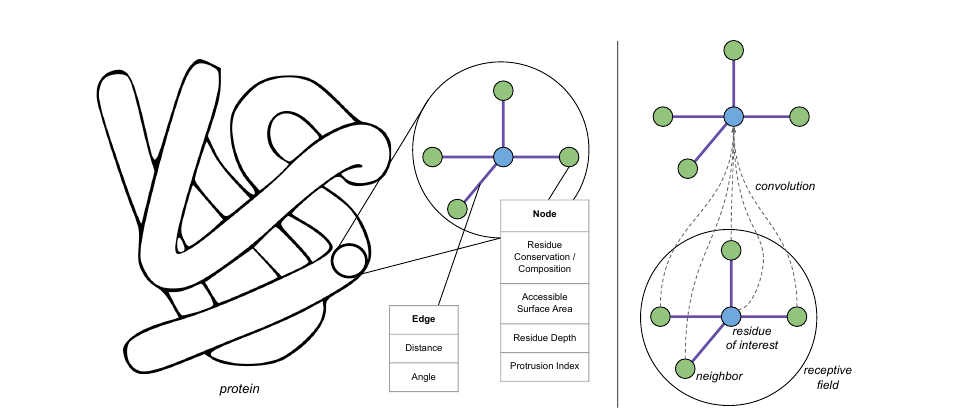 protein
Edge
Distance
Angle
Node
Residue
Conservation /
Composition
Accessible
Surface Area
Residue Depth
Protrusion Index
convolution
residue
of interest
neighbor
receptive
field